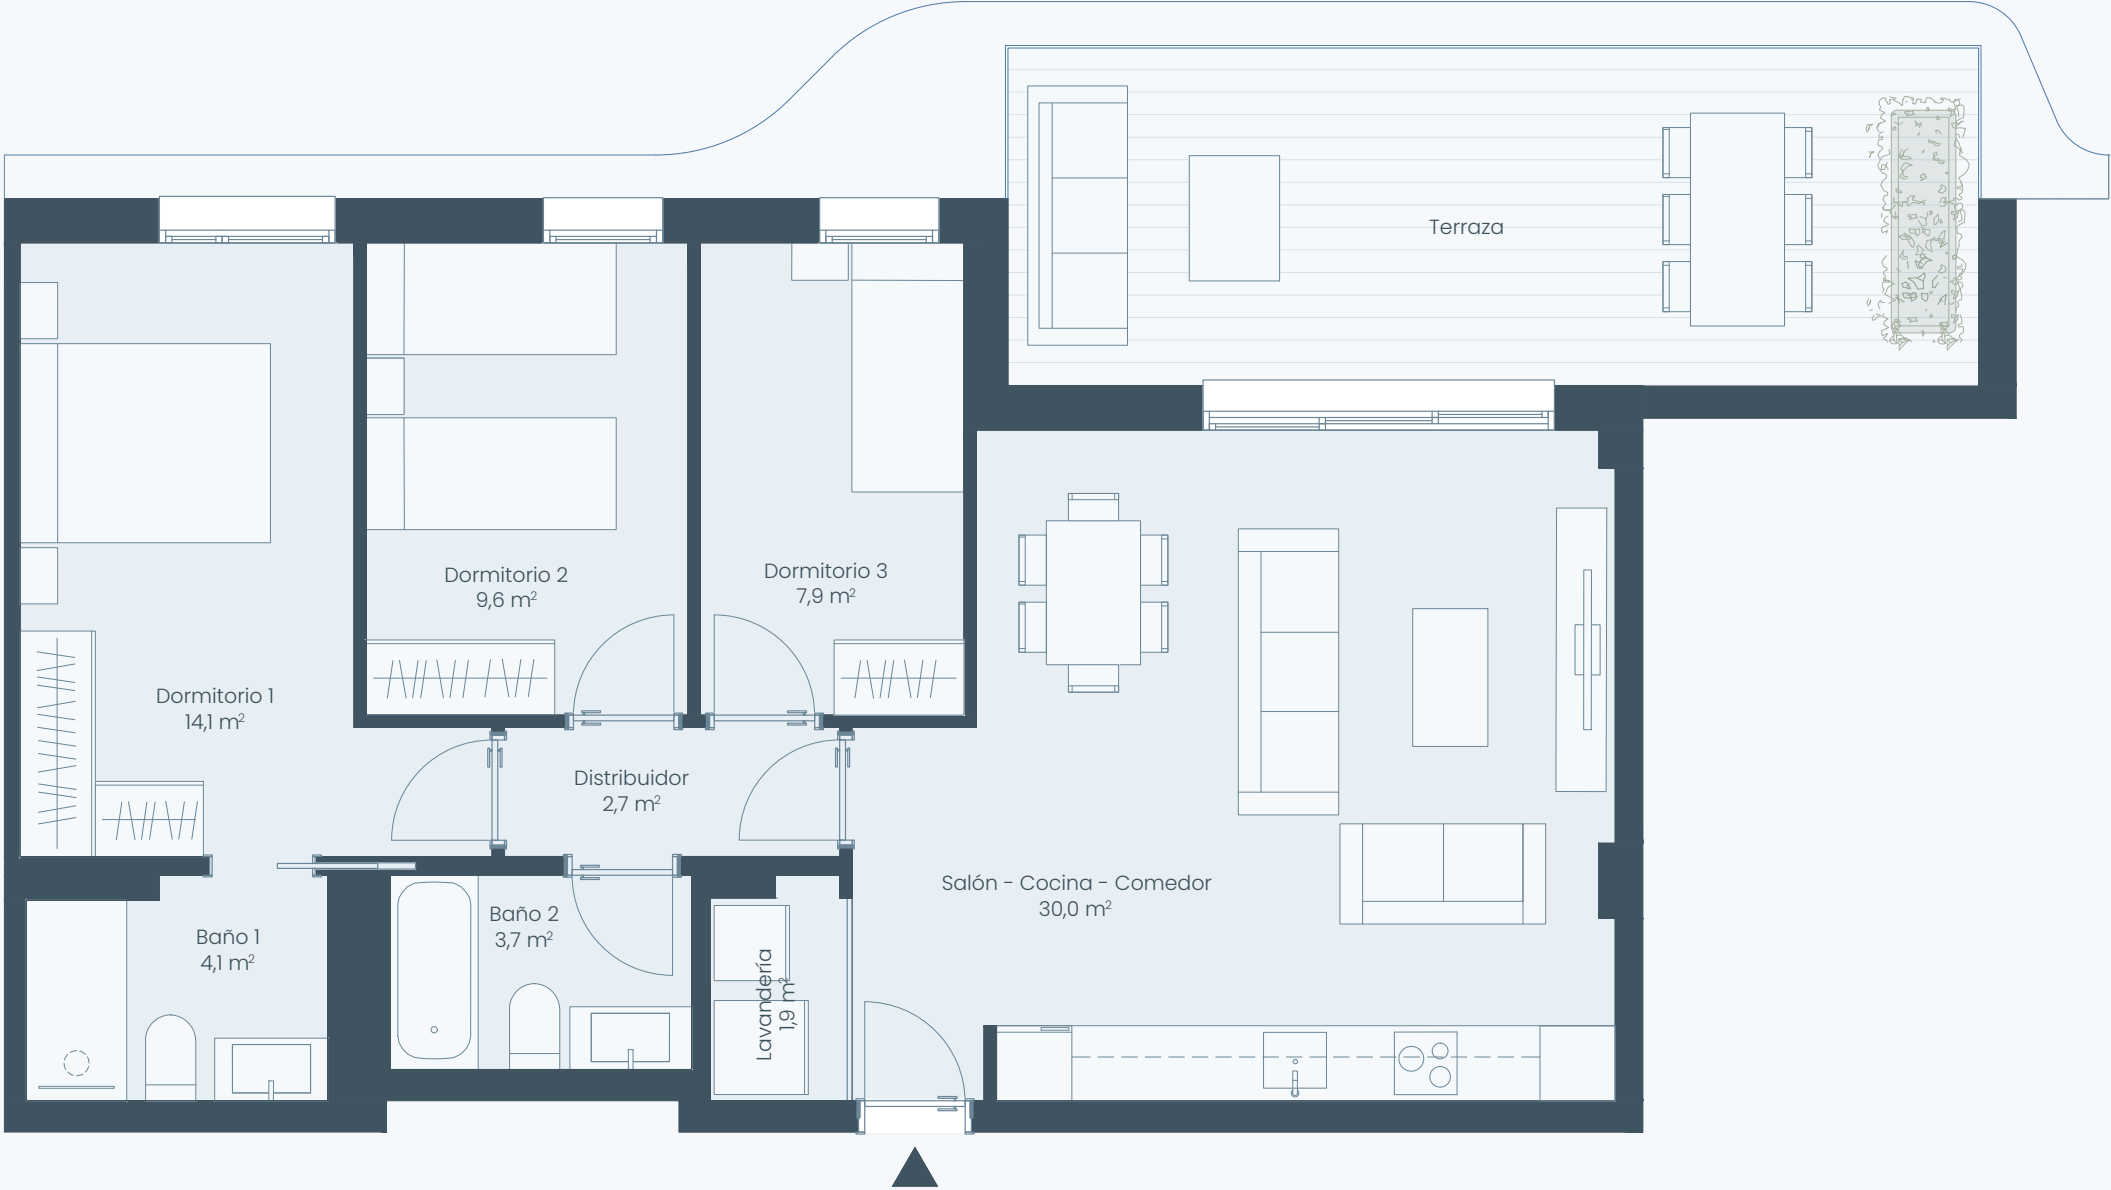 Terraza
Dormitorio 2
9,6 m²
Dormitorio 3
7,9 m²
Dormitorio 1
14,1 m²
Distribuidor
2,7 m²
Salón - Cocina - Comedor
30,0 m²
Baño 1
4,1 m²
Baño 2
3,7 m²
Lavandería
1,9 m²